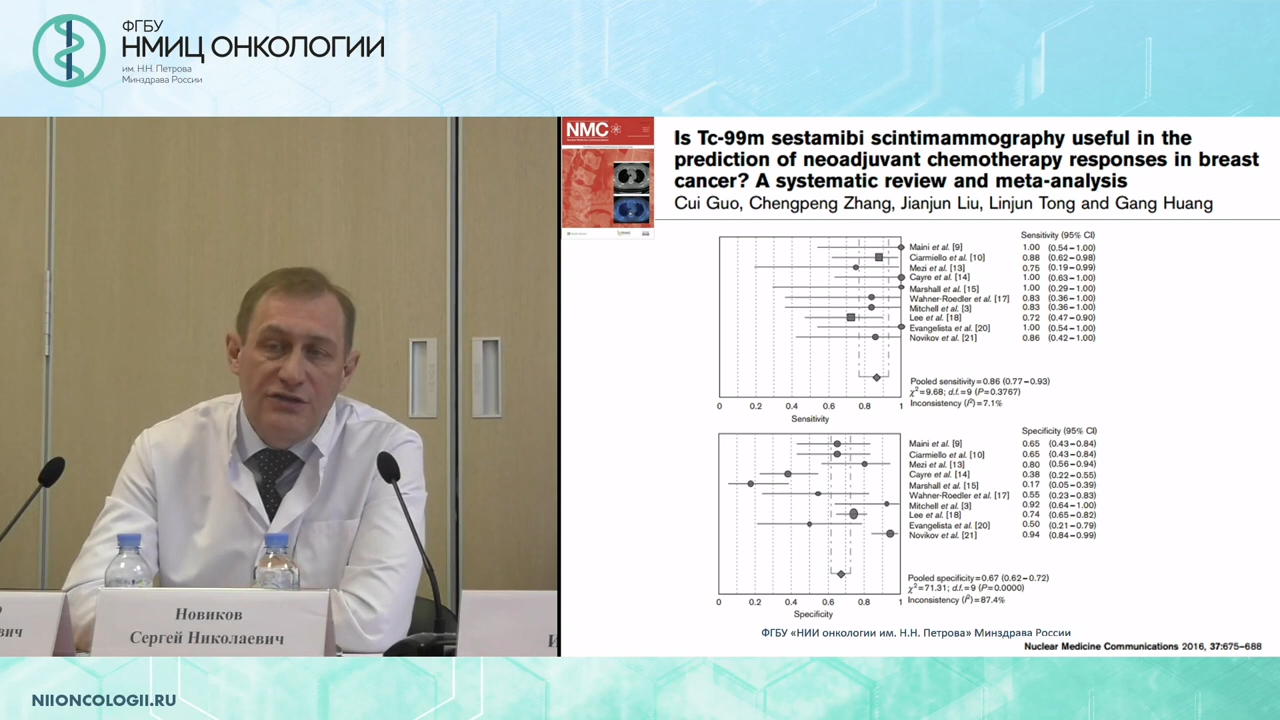 ФГБУ
НМИЦ ОНКОЛОГИИ
им. Н.Н. Петрова
Минздрава России
NMC
Is Tc-99m sestamibi scintimammography useful in the
prediction of neoadjuvant chemotherapy responses in breast
cancer? A systematic review and meta-analysis
Cui Guo, Chengpeng Zhang, Jianjun Liu, Linjun Tong and Gang Huang
Sensitivity (95% CI)
Maini et al. [9] 1.00 (0.54–1.00)
Ciarmiello et al. [10] 0.88 (0.62–0.98)
Mezi et al. [13] 0.75 (0.19–0.99)
Cayre et al. [14] 1.00 (0.63–1.00)
Marshall et al. [15] 1.00 (0.29–1.00)
Wahner-Roedler et al. [17] 0.83 (0.36–1.00)
Mitchell et al. [3] 0.83 (0.36–1.00)
Lee et al. [18] 0.72 (0.47–0.90)
Evangelista et al. [20] 1.00 (0.54–1.00)
Novikov et al. [21] 0.86 (0.42–1.00)
Pooled sensitivity=0.86 (0.77–0.93)
χ²=9.68; d.f.=9 (P=0.3767)
Inconsistency (I²)=7.1%
0 0.2 0.4 0.6 0.8 1
Sensitivity
Specificity (95% CI)
Maini et al. [9] 0.65 (0.43–0.84)
Ciarmiello et al. [10] 0.65 (0.43–0.84)
Mezi et al. [13] 0.80 (0.56–0.94)
Cayre et al. [14] 0.38 (0.22–0.55)
Marshall et al. [15] 0.17 (0.05–0.39)
Wahner-Roedler et al. [17] 0.55 (0.23–0.83)
Mitchell et al. [3] 0.92 (0.64–1.00)
Lee et al. [18] 0.74 (0.65–0.82)
Evangelista et al. [20] 0.50 (0.21–0.79)
Novikov et al. [21] 0.94 (0.84–0.99)
Pooled specificity=0.67 (0.62–0.72)
χ²=71.31; d.f.=9 (P=0.0000)
Inconsistency (I²)=87.4%
0 0.2 0.4 0.6 0.8 1
Specificity
ФГБУ «НИИ онкологии им. Н.Н. Петрова» Минздрава России
Nuclear Medicine Communications 2016, 37:675–688
вич
Новиков
Сергей Николаевич
NIIONCOLOGII.RU